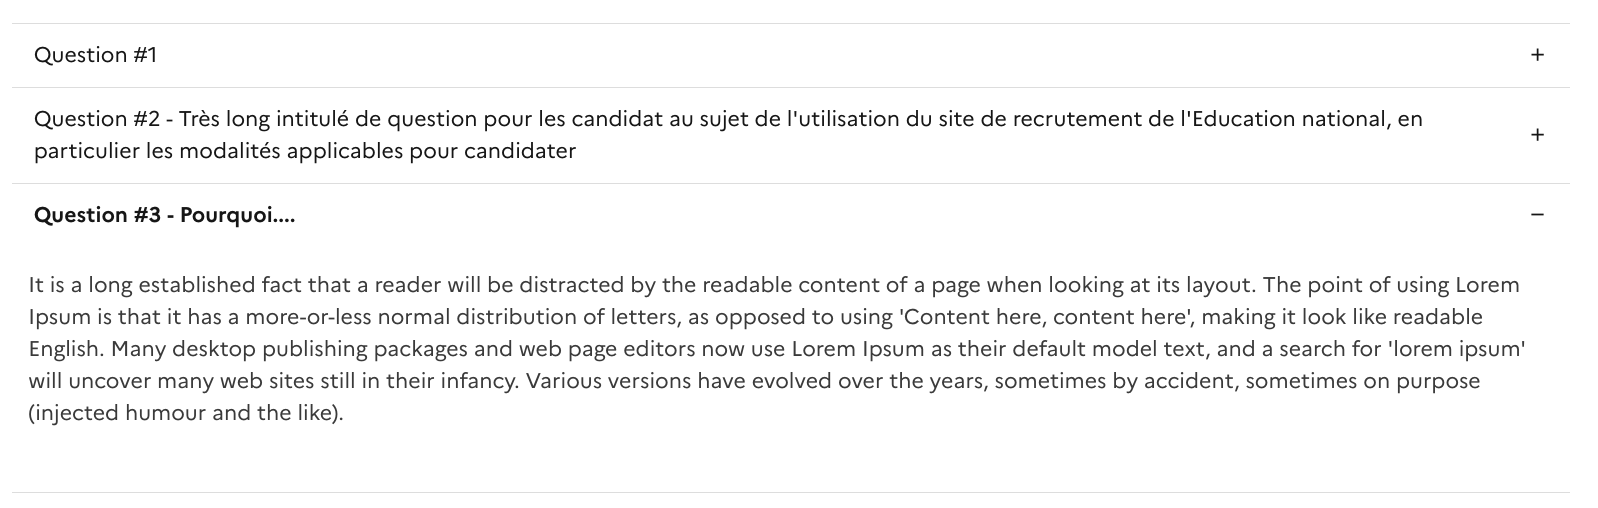 Question #1
+
Question #2 - Très long intitulé de question pour les candidat au sujet de l'utilisation du site de recrutement de l'Education national, en
particulier les modalités applicables pour candidater
+
Question #3 - Pourquoi....
−
It is a long established fact that a reader will be distracted by the readable content of a page when looking at its layout. The point of using Lorem
Ipsum is that it has a more-or-less normal distribution of letters, as opposed to using 'Content here, content here', making it look like readable
English. Many desktop publishing packages and web page editors now use Lorem Ipsum as their default model text, and a search for 'lorem ipsum'
will uncover many web sites still in their infancy. Various versions have evolved over the years, sometimes by accident, sometimes on purpose
(injected humour and the like).